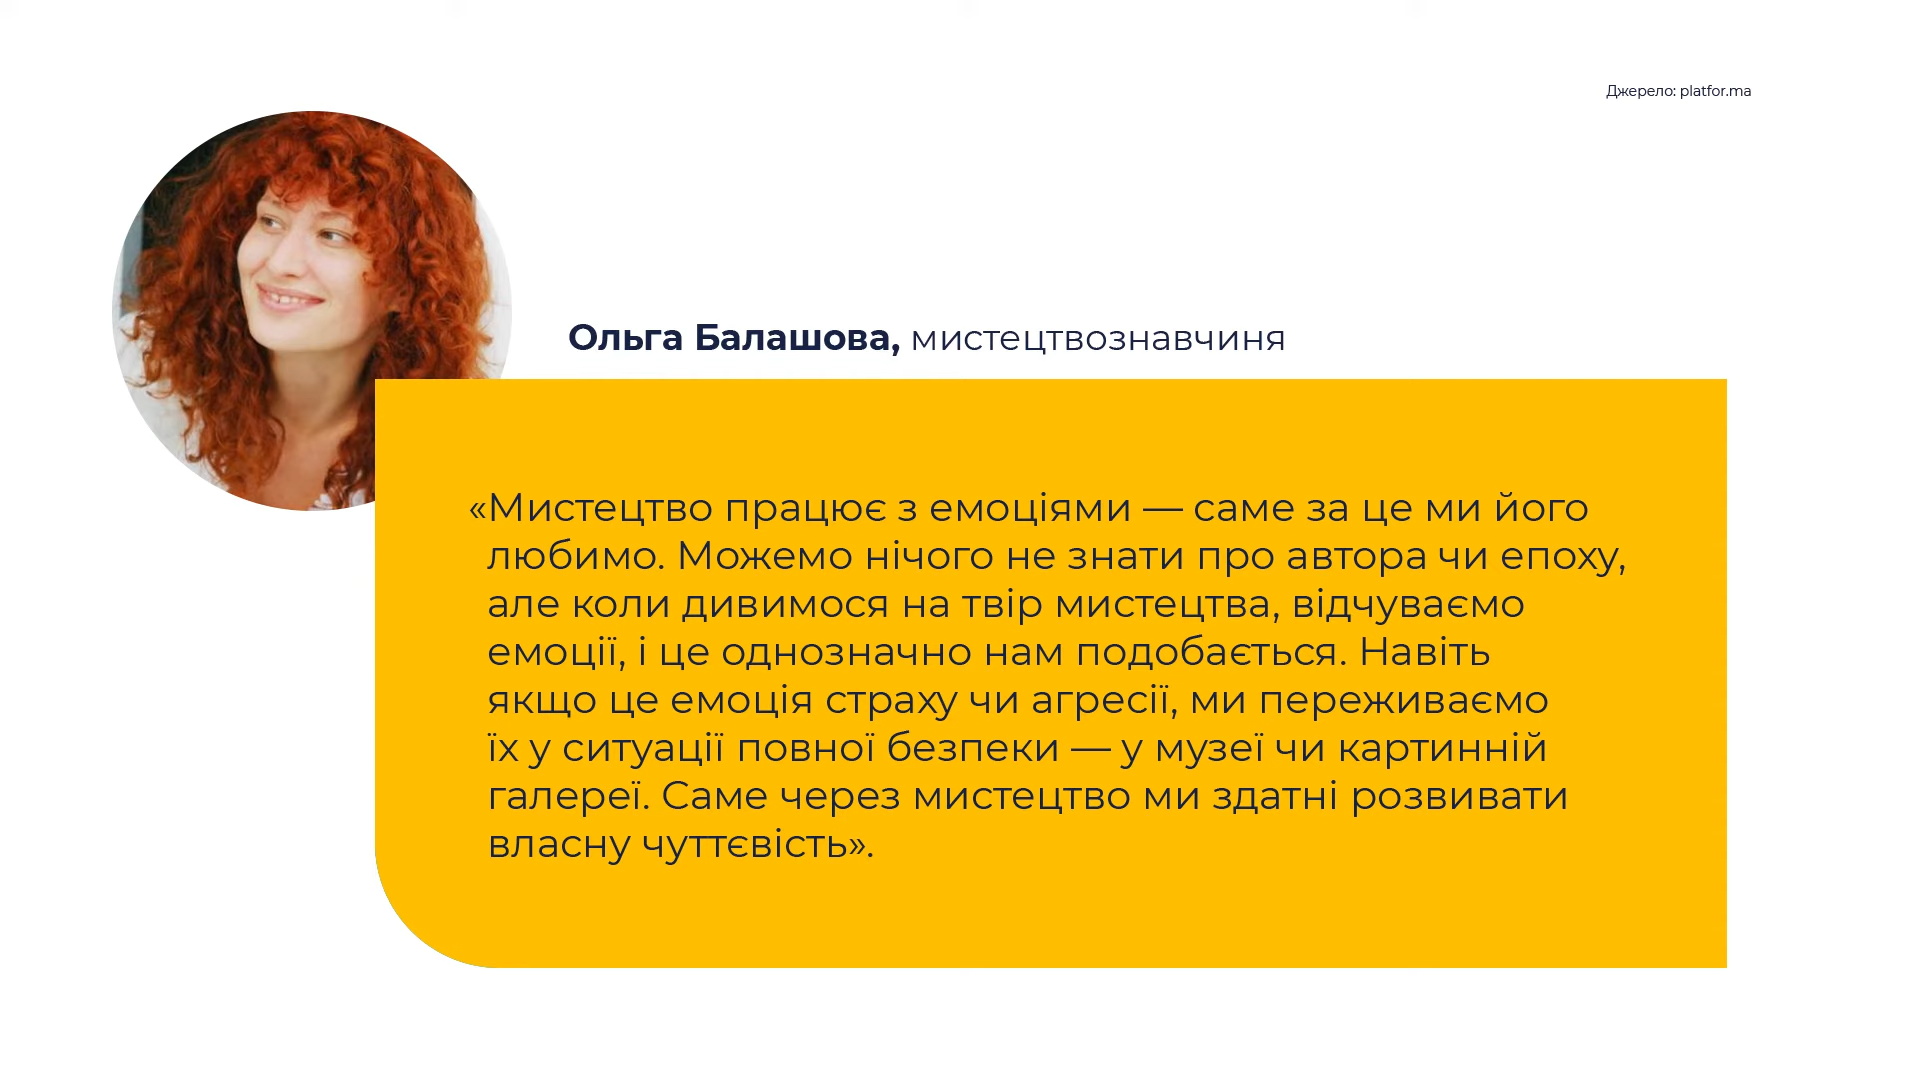 Джерело: platfor.ma
Ольга Балашова, мистецтвознавчиня
«Мистецтво працює з емоціями — саме за це ми його
любимо. Можемо нічого не знати про автора чи епоху,
але коли дивимося на твір мистецтва, відчуваємо
емоції, і це однозначно нам подобається. Навіть
якщо це емоція страху чи агресії, ми переживаємо
їх у ситуації повної безпеки — у музеї чи картинній
галереї. Саме через мистецтво ми здатні розвивати
власну чуттєвість».